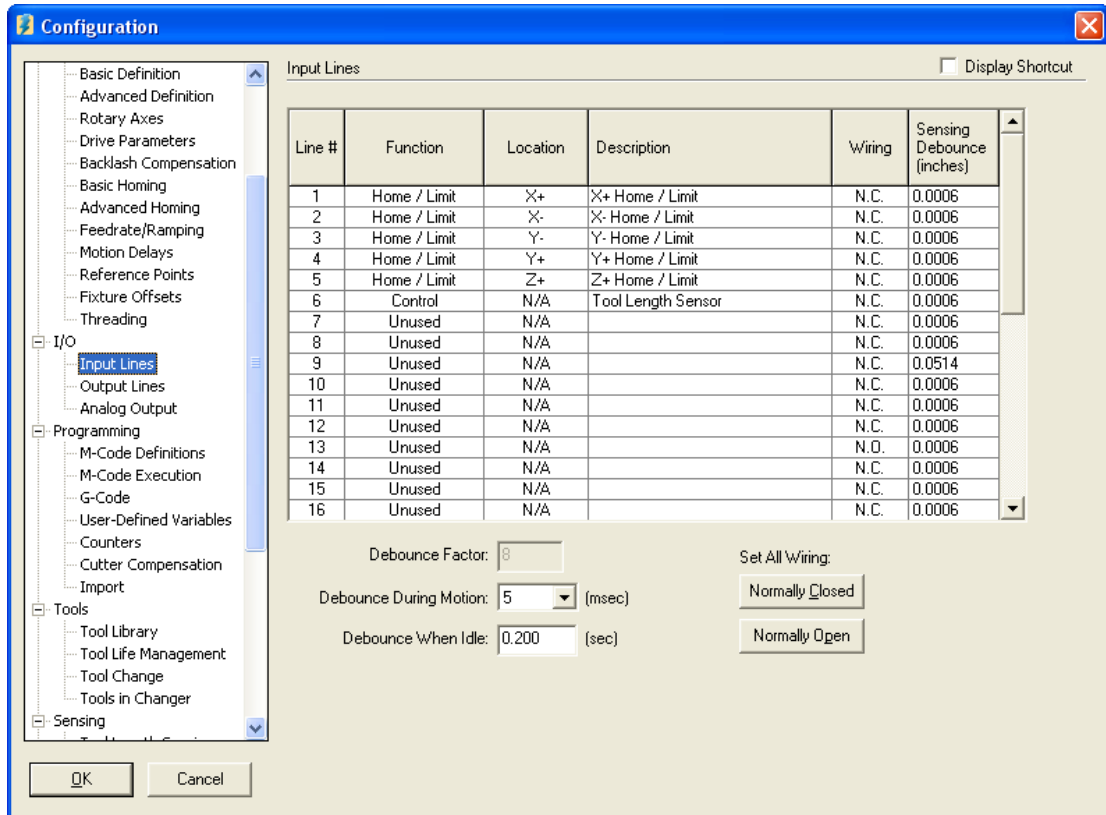 Configuration
Basic Definition
Advanced Definition
Rotary Axes
Drive Parameters
Backlash Compensation
Basic Homing
Advanced Homing
Feedrate/Ramping
Motion Delays
Reference Points
Fixture Offsets
Threading
I/O
Input Lines
Output Lines
Analog Output
Programming
M-Code Definitions
M-Code Execution
G-Code
User-Defined Variables
Counters
Cutter Compensation
Import
Tools
Tool Library
Tool Life Management
Tool Change
Tools in Changer
Sensing
OK
Cancel
Input Lines
Display Shortcut
Line # Function Location Description Wiring Sensing Debounce (inches)
1 Home / Limit X+ X+ Home / Limit N.C. 0.0006
2 Home / Limit X- X- Home / Limit N.C. 0.0006
3 Home / Limit Y- Y- Home / Limit N.C. 0.0006
4 Home / Limit Y+ Y+ Home / Limit N.C. 0.0006
5 Home / Limit Z+ Z+ Home / Limit N.C. 0.0006
6 Control N/A Tool Length Sensor N.C. 0.0006
7 Unused N/A N.C. 0.0006
8 Unused N/A N.C. 0.0006
9 Unused N/A N.C. 0.0514
10 Unused N/A N.C. 0.0006
11 Unused N/A N.C. 0.0006
12 Unused N/A N.C. 0.0006
13 Unused N/A N.O. 0.0006
14 Unused N/A N.C. 0.0006
15 Unused N/A N.C. 0.0006
16 Unused N/A N.C. 0.0006
Debounce Factor: 8
Debounce During Motion: 5 (msec)
Debounce When Idle: 0.200 (sec)
Set All Wiring:
Normally Closed
Normally Open